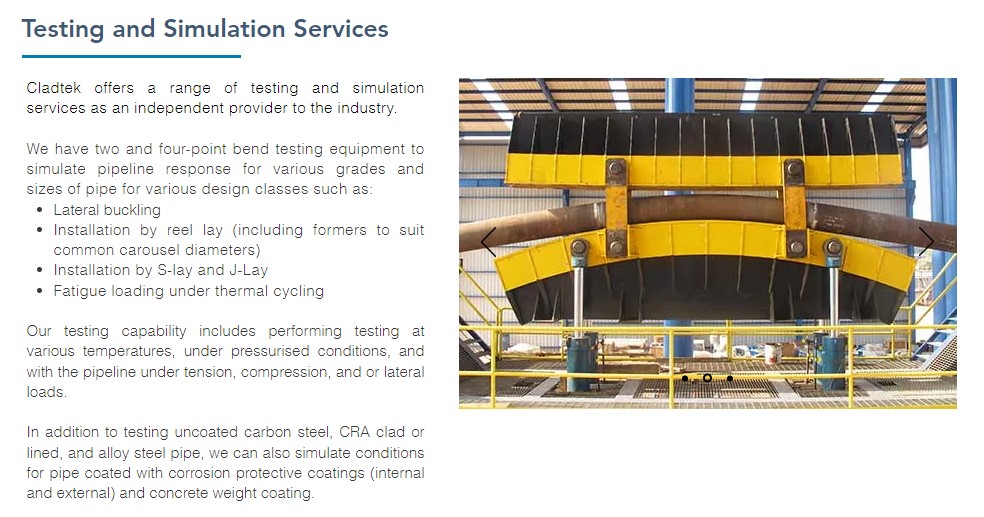 Testing and Simulation Services
Cladtek offers a range of testing and simulation
services as an independent provider to the industry.
We have two and four-point bend testing equipment to
simulate pipeline response for various grades and
sizes of pipe for various design classes such as:
• Lateral buckling
• Installation by reel lay (including formers to suit
common carousel diameters)
• Installation by S-lay and J-Lay
• Fatigue loading under thermal cycling
Our testing capability includes performing testing at
various temperatures, under pressurised conditions, and
with the pipeline under tension, compression, and or lateral
loads.
In addition to testing uncoated carbon steel, CRA clad or
lined, and alloy steel pipe, we can also simulate conditions
for pipe coated with corrosion protective coatings (internal
and external) and concrete weight coating.